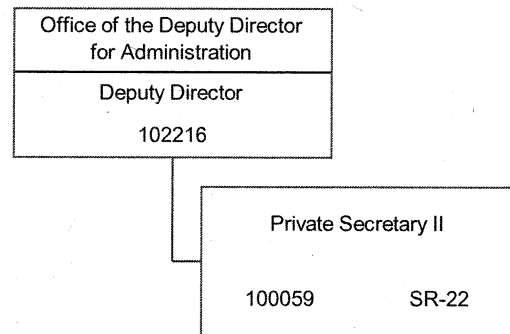 Office of the Deputy Director
for Administration
Deputy Director
102216
Private Secretary II
100059 SR-22